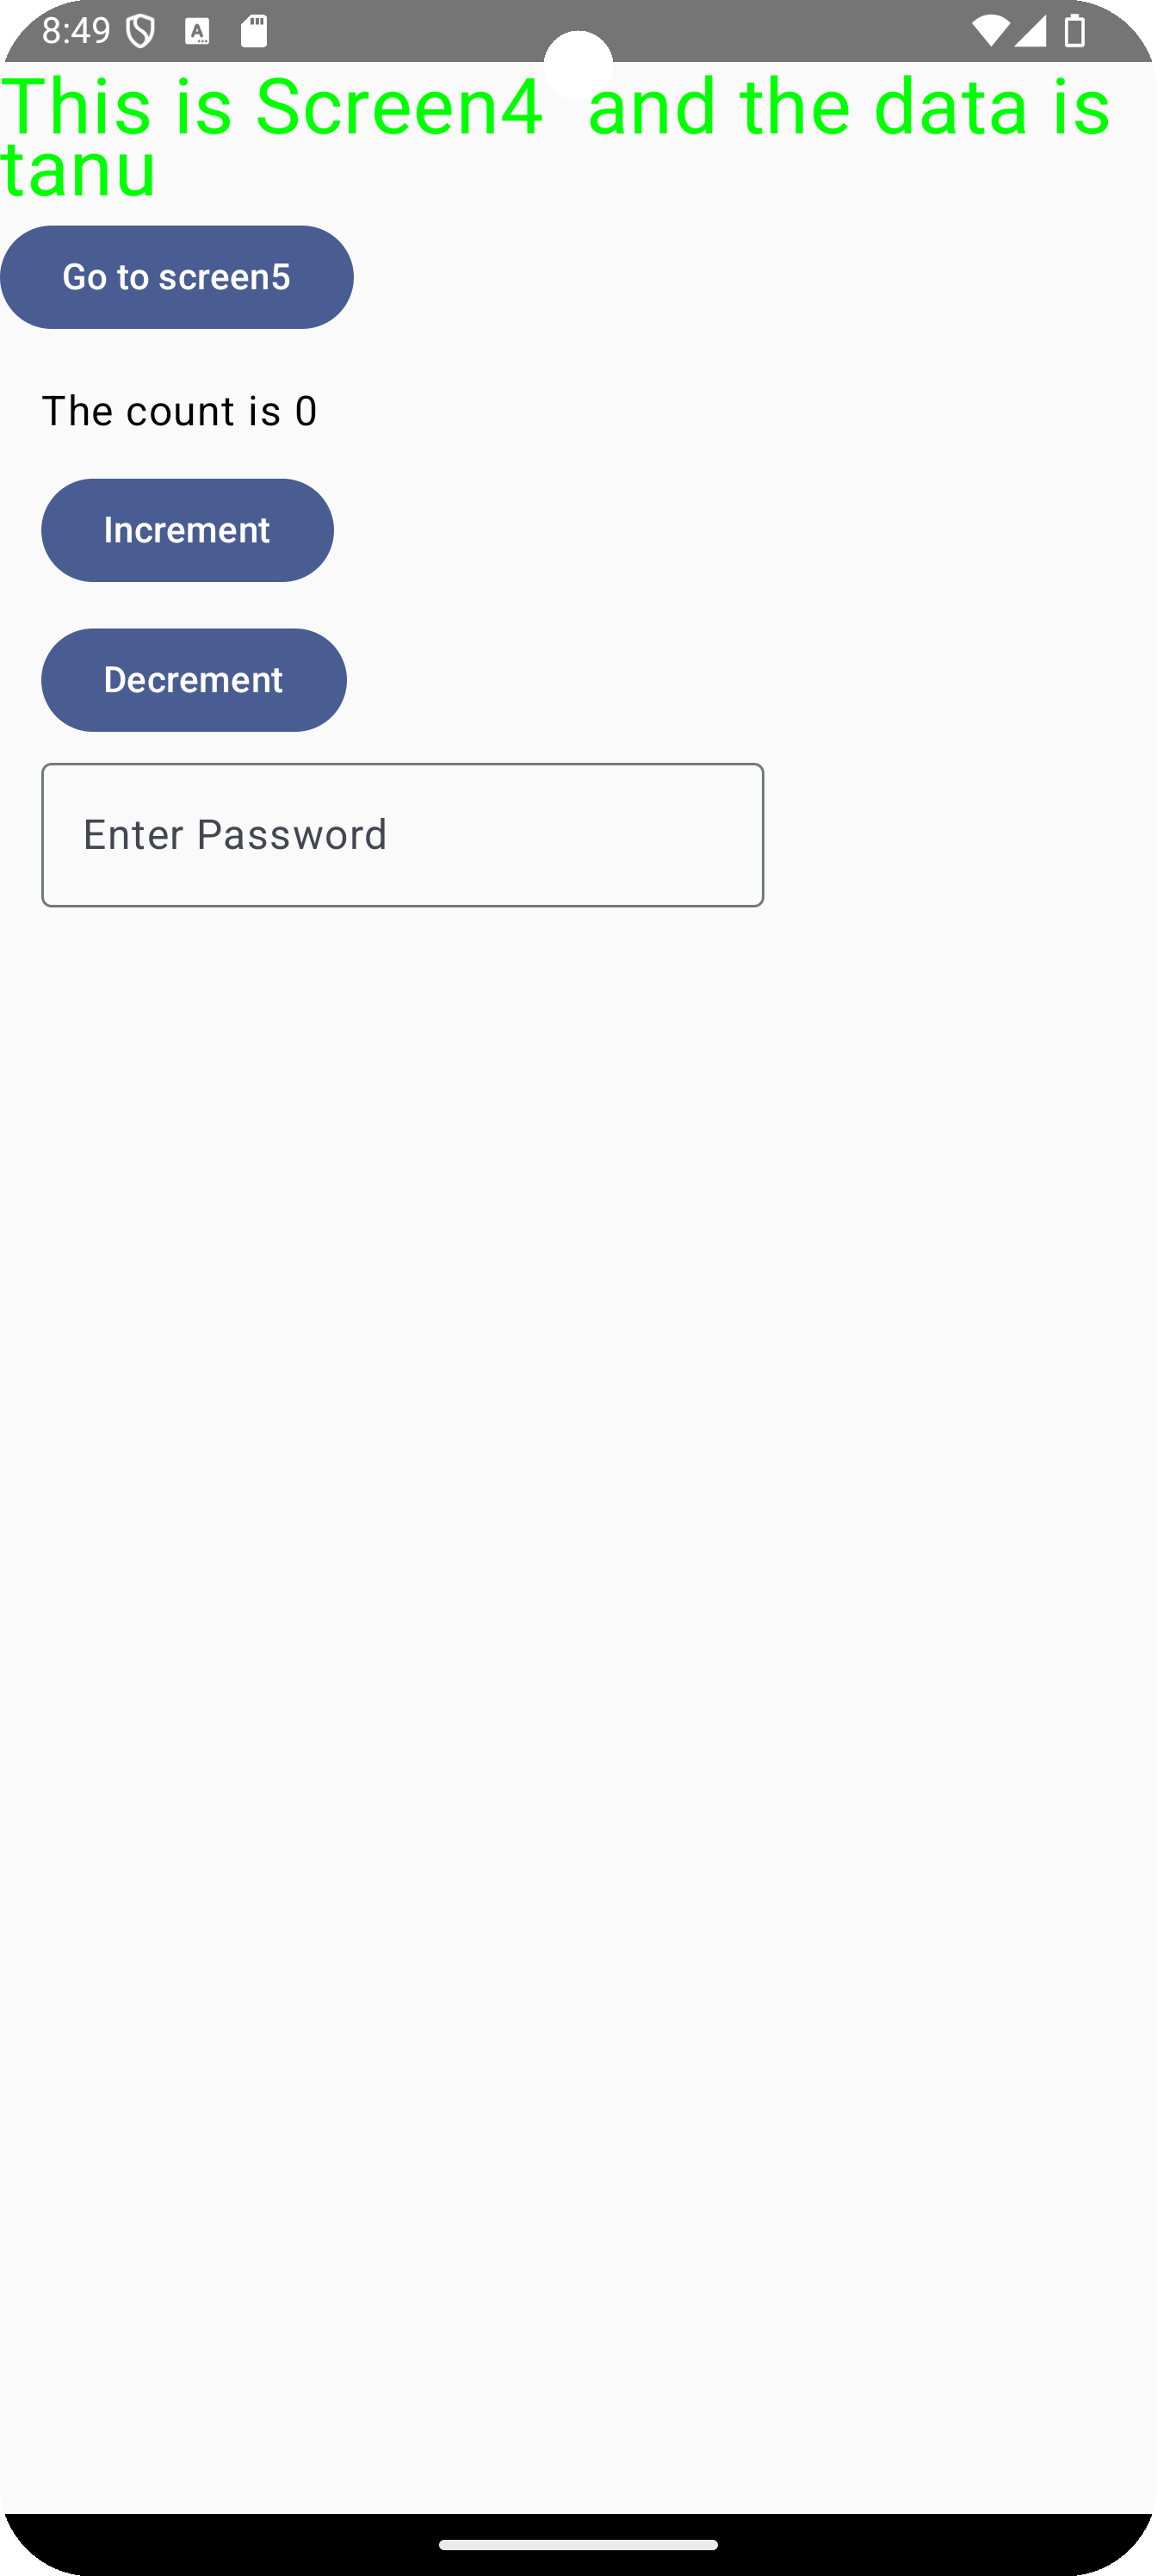 8:49
This is Screen4  and the data is
tanu
Go to screen5
The count is 0
Increment
Decrement
Enter Password